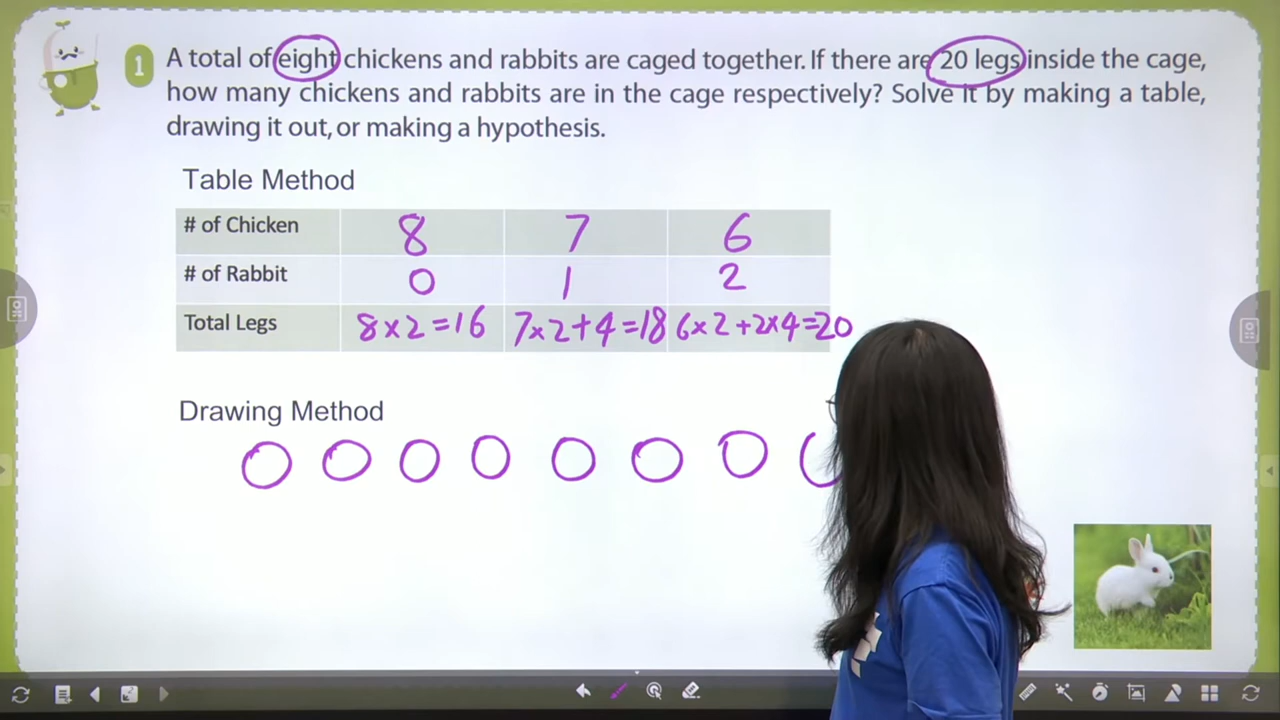 1
A total of eight chickens and rabbits are caged together. If there are 20 legs inside the cage,
how many chickens and rabbits are in the cage respectively? Solve it by making a table,
drawing it out, or making a hypothesis.
Table Method
# of Chicken 8 7 6
# of Rabbit 0 1 2
Total Legs 8×2=16 7×2+4=18 6×2+2×4=20
Drawing Method